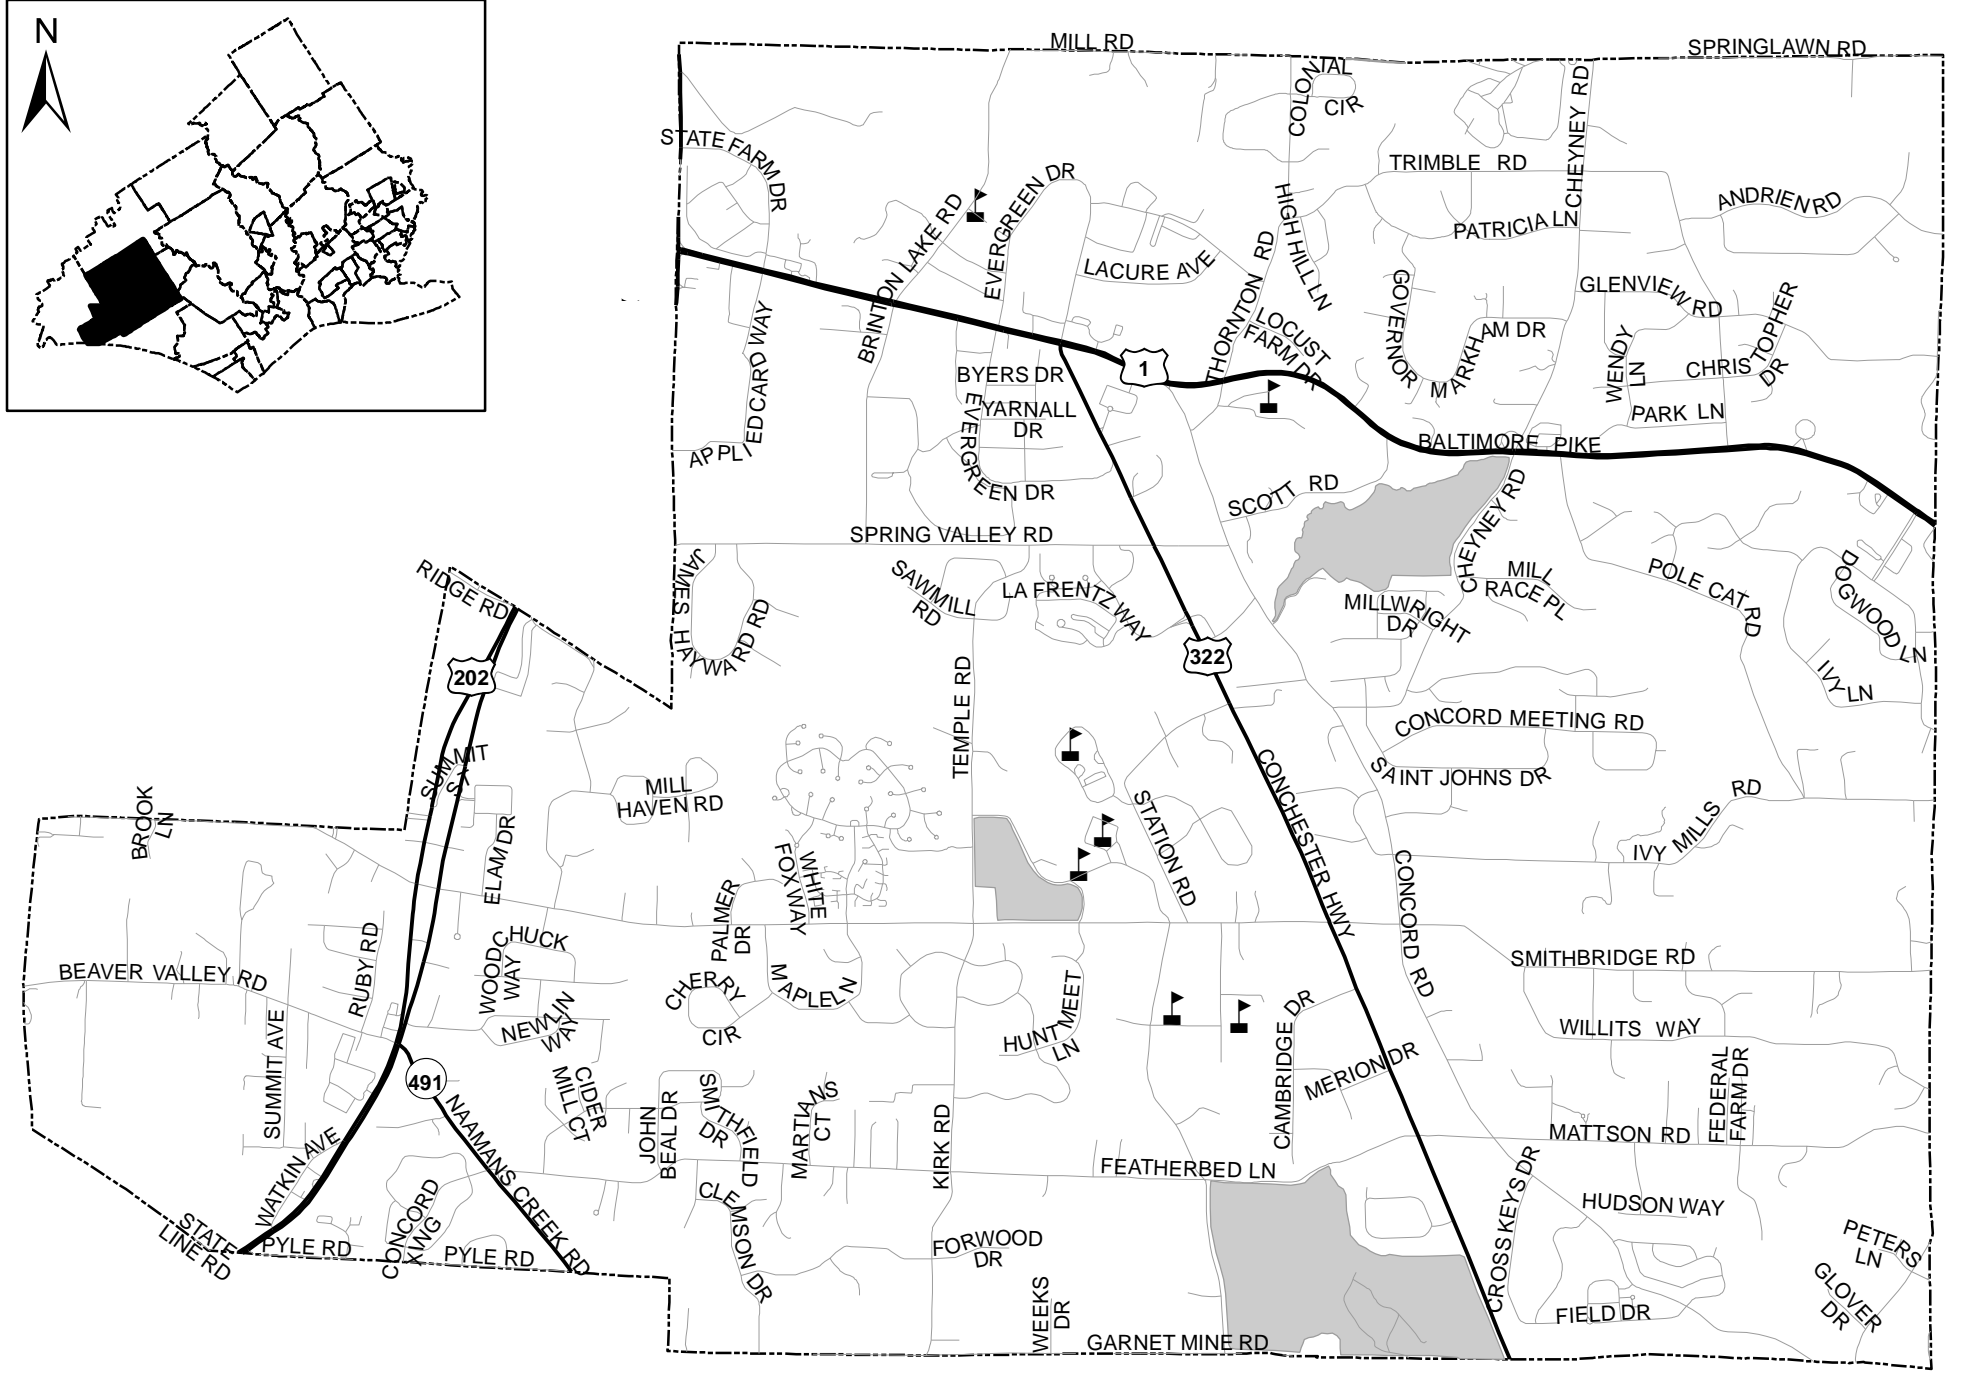 N
MILL RD
SPRINGLAWN RD
COLONIAL
CIR
CHEYNEY RD
STATE FARM DR
TRIMBLE RD
EVERGREEN DR
BRINTON LAKE RD
HIGH HILL LN
ANDRIEN RD
PATRICIA LN
LACURE AVE
THORNTON RD
GOVERNOR
MARKHAM DR
GLENVIEW RD
CHRISTOPHER
DR
WENDY
LN
LOCUST
FARM DR
APPLIEDCARD WAY
1
BYERS DR
YARNALL
DR
EVERGREEN DR
PARK LN
BALTIMORE PIKE
SCOTT RD
CHEYNEY RD
SPRING VALLEY RD
JAMES HAYWARD RD
RIDGE RD
SAWMILL
RD
LA FRENTZ WAY
MILL
RACE PL
MILLWRIGHT
DR
POLE CAT RD
DOGWOOD LN
IVY LN
322
202
TEMPLE RD
CONCORD MEETING RD
SAINT JOHNS DR
SUMMIT
ST
MILL
HAVEN RD
BROOK
LN
STATION RD
CONCHESTER HWY
IVY MILLS RD
ELAM DR
WHITE
FOX WAY
PALMER
DR
CONCORD RD
WOODCHUCK
WAY
RUBY RD
BEAVER VALLEY RD
CHERRY
CIR
MAPLE LN
HUNT MEET
LN
SMITHBRIDGE RD
WILLITS WAY
NEWLIN
WAY
SUMMIT AVE
CAMBRIDGE DR
MERION DR
FEDERAL
FARM DR
491
CIDER
MILL CT
NAAMANS CREEK RD
JOHN
BEAL DR
SMITHFIELD
DR
MARTIANS
CT
KIRK RD
MATTSON RD
FEATHERBED LN
WATKIN AVE
CONCORD
XING
CLEMSON DR
CROSS KEYS DR
HUDSON WAY
STATE
LINE RD
PYLE RD
PYLE RD
FORWOOD
DR
PETERS
LN
GLOVER
DR
WEEKS
DR
FIELD DR
GARNET MINE RD